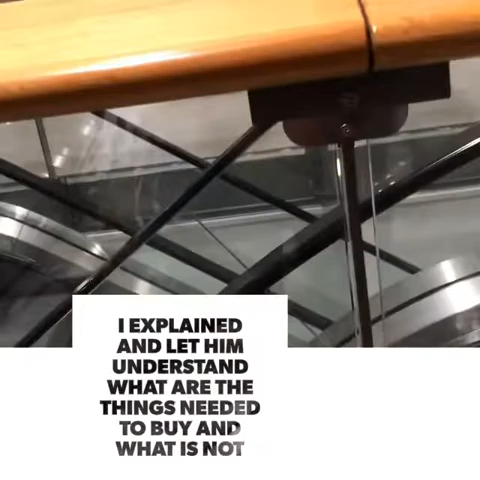 I EXPLAINED
AND LET HIM
UNDERSTAND
WHAT ARE THE
THINGS NEEDED
TO BUY AND
WHAT IS NOT